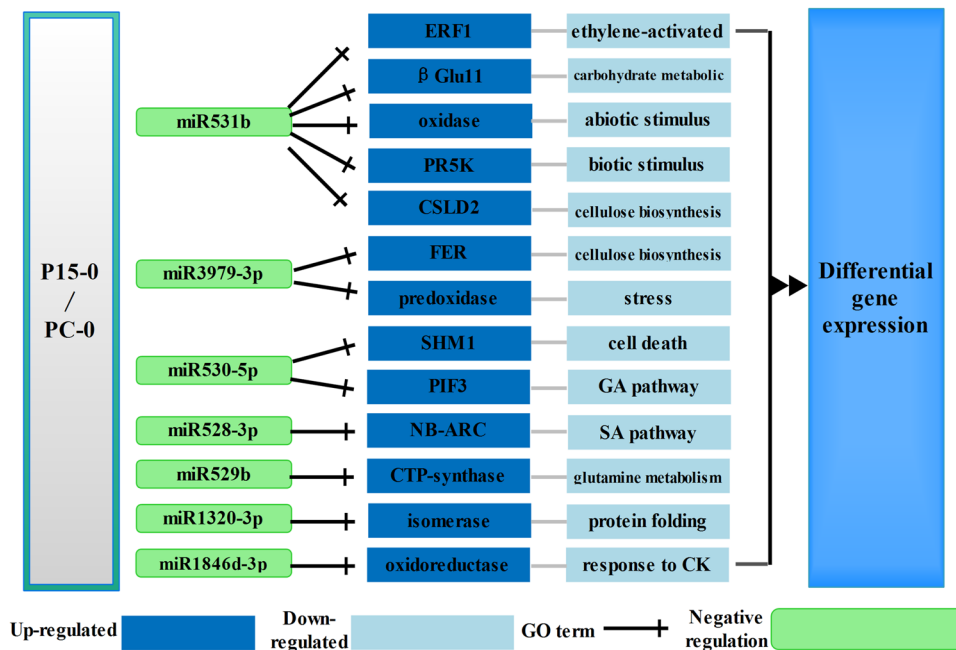 P15-0
/
PC-0
miR531b
miR3979-3p
miR530-5p
miR528-3p
miR529b
miR1320-3p
miR1846d-3p
ERF1
β Glu11
oxidase
PR5K
CSLD2
FER
predoxidase
SHM1
PIF3
NB-ARC
CTP-synthase
isomerase
oxidoreductase
ethylene-activated
carbohydrate metabolic
abiotic stimulus
biotic stimulus
cellulose biosynthesis
cellulose biosynthesis
stress
cell death
GA pathway
SA pathway
glutamine metabolism
protein folding
response to CK
Differential
gene
expression
Up-regulated
Down-
regulated
GO term
Negative
regulation